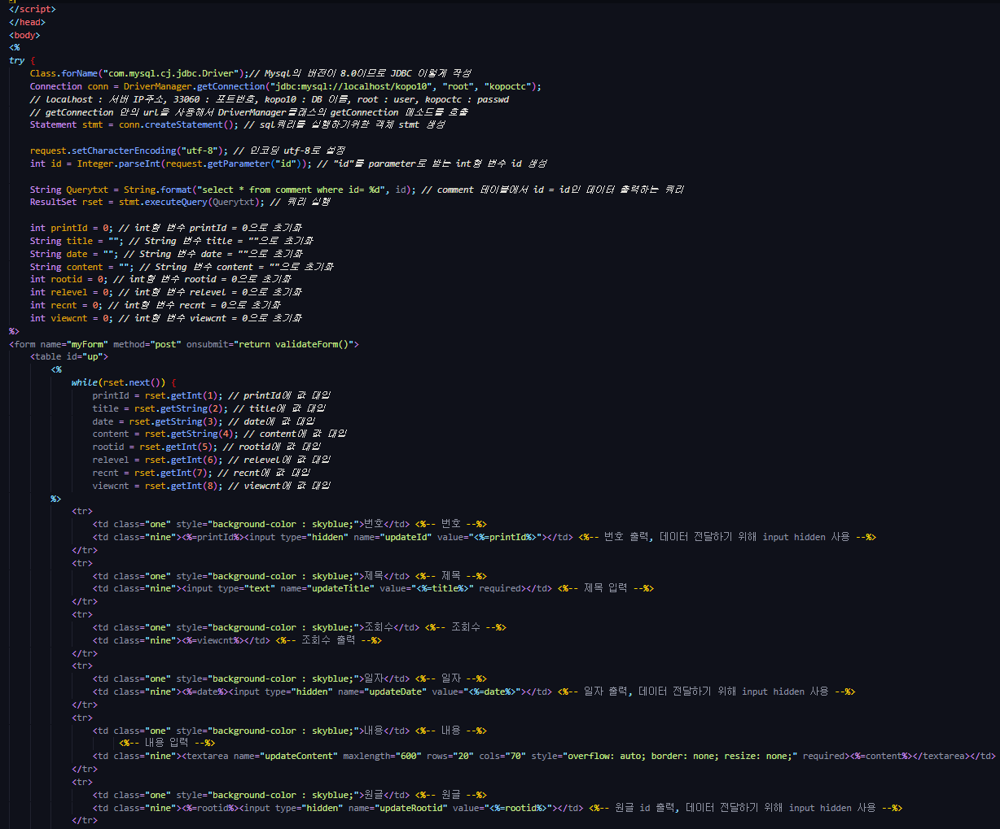 </script>
</head>
<body>
<%
try {
    Class.forName("com.mysql.cj.jdbc.Driver");// Mysql의 버전이 8.0이므로 JDBC 이렇게 작성
    Connection conn = DriverManager.getConnection("jdbc:mysql://localhost/kopo10", "root", "kopoctc");
    // localhost : 서버 IP주소, 33060 : 포트번호, kopo10 : DB 이름, root : user, kopoctc : passwd
    // getConnection 안의 url을 사용해서 DriverManager클래스의 getConnection 메소드를 호출
    Statement stmt = conn.createStatement(); // sql쿼리를 실행하기위한 객체 stmt 생성
    request.setCharacterEncoding("utf-8"); // 인코딩 utf-8로 설정
    int id = Integer.parseInt(request.getParameter("id")); // "id"를 parameter로 받는 int형 변수 id 생성
    String Querytxt = String.format("select * from comment where id= %d", id); // comment 테이블에서 id = id인 데이터 출력하는 쿼리
    ResultSet rset = stmt.executeQuery(Querytxt); // 쿼리 실행
    int printId = 0; // int형 변수 printId = 0으로 초기화
    String title = ""; // String 변수 title = ""으로 초기화
    String date = ""; // String 변수 date = ""으로 초기화
    String content = ""; // String 변수 content = ""으로 초기화
    int rootid = 0; // int형 변수 rootid = 0으로 초기화
    int relevel = 0; // int형 변수 relevel = 0으로 초기화
    int recnt = 0; // int형 변수 recnt = 0으로 초기화
    int viewcnt = 0; // int형 변수 viewcnt = 0으로 초기화
%>
<form name="myForm" method="post" onsubmit="return validateForm()">
    <table id="up">
        <%
            while(rset.next()) {
                printId = rset.getInt(1); // printId에 값 대입
                title = rset.getString(2); // title에 값 대입
                date = rset.getString(3); // date에 값 대입
                content = rset.getString(4); // content에 값 대입
                rootid = rset.getInt(5); // rootid에 값 대입
                relevel = rset.getInt(6); // relevel에 값 대입
                recnt = rset.getInt(7); // recnt에 값 대입
                viewcnt = rset.getInt(8); // viewcnt에 값 대입
        %>
            <tr>
                <td class="one" style="background-color : skyblue;">번호</td> <%-- 번호 --%>
                <td class="nine"><%=printId%><input type="hidden" name="updateId" value="<%=printId%>"></td> <%-- 번호 출력, 데이터 전달하기 위해 input hidden 사용 --%>
            </tr>
            <tr>
                <td class="one" style="background-color : skyblue;">제목</td> <%-- 제목 --%>
                <td class="nine"><input type="text" name="updateTitle" value="<%=title%>" required></td> <%-- 제목 입력 --%>
            </tr>
            <tr>
                <td class="one" style="background-color : skyblue;">조회수</td> <%-- 조회수 --%>
                <td class="nine"><%=viewcnt%></td> <%-- 조회수 출력 --%>
            </tr>
            <tr>
                <td class="one" style="background-color : skyblue;">일자</td> <%-- 일자 --%>
                <td class="nine"><%=date%><input type="hidden" name="updateDate" value="<%=date%>"></td> <%-- 일자 출력, 데이터 전달하기 위해 input hidden 사용 --%>
            </tr>
            <tr>
                <td class="one" style="background-color : skyblue;">내용</td> <%-- 내용 --%>
                     <%-- 내용 입력 --%>
                <td class="nine"><textarea name="updateContent" maxlength="600" rows="20" cols="70" style="overflow: auto; border: none; resize: none;" required><%=content%></textarea></td>
            </tr>
            <tr>
                <td class="one" style="background-color : skyblue;">원글</td> <%-- 원글 --%>
                <td class="nine"><%=rootid%><input type="hidden" name="updateRootid" value="<%=rootid%>"></td> <%-- 원글 id 출력, 데이터 전달하기 위해 input hidden 사용 --%>
            </tr>